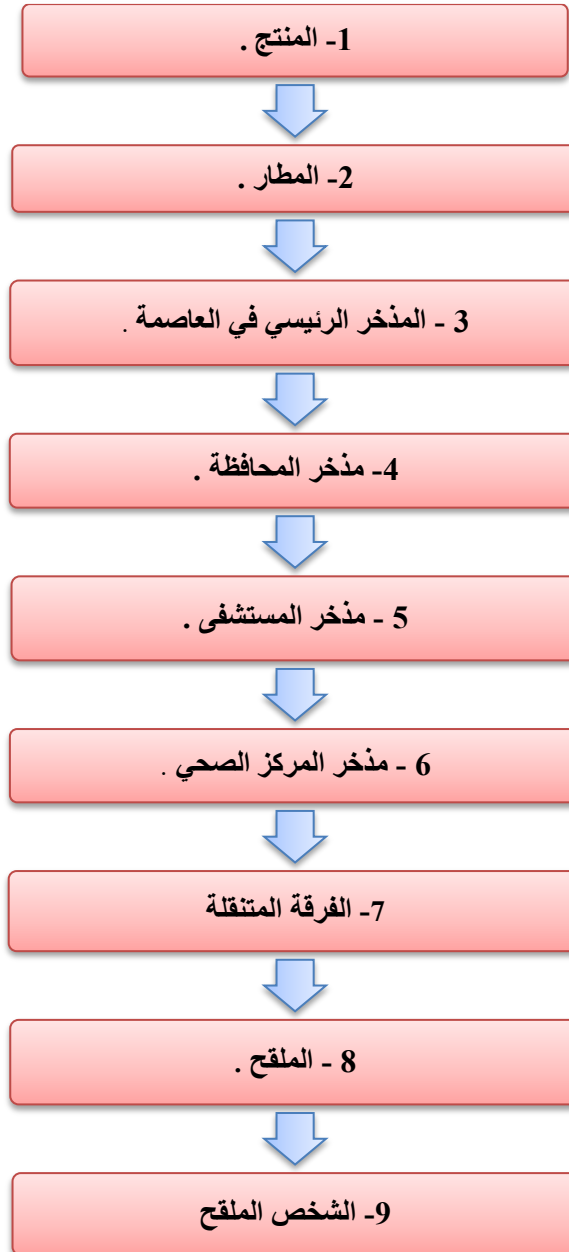 1- المنتج .
2- المطار .
3 - المذخر الرئيسي في العاصمة .
4- مذخر المحافظة .
5 - مذخر المستشفى .
6 - مذخر المركز الصحي .
7- الفرقة المتنقلة
8 - الملقح .
9- الشخص الملقح